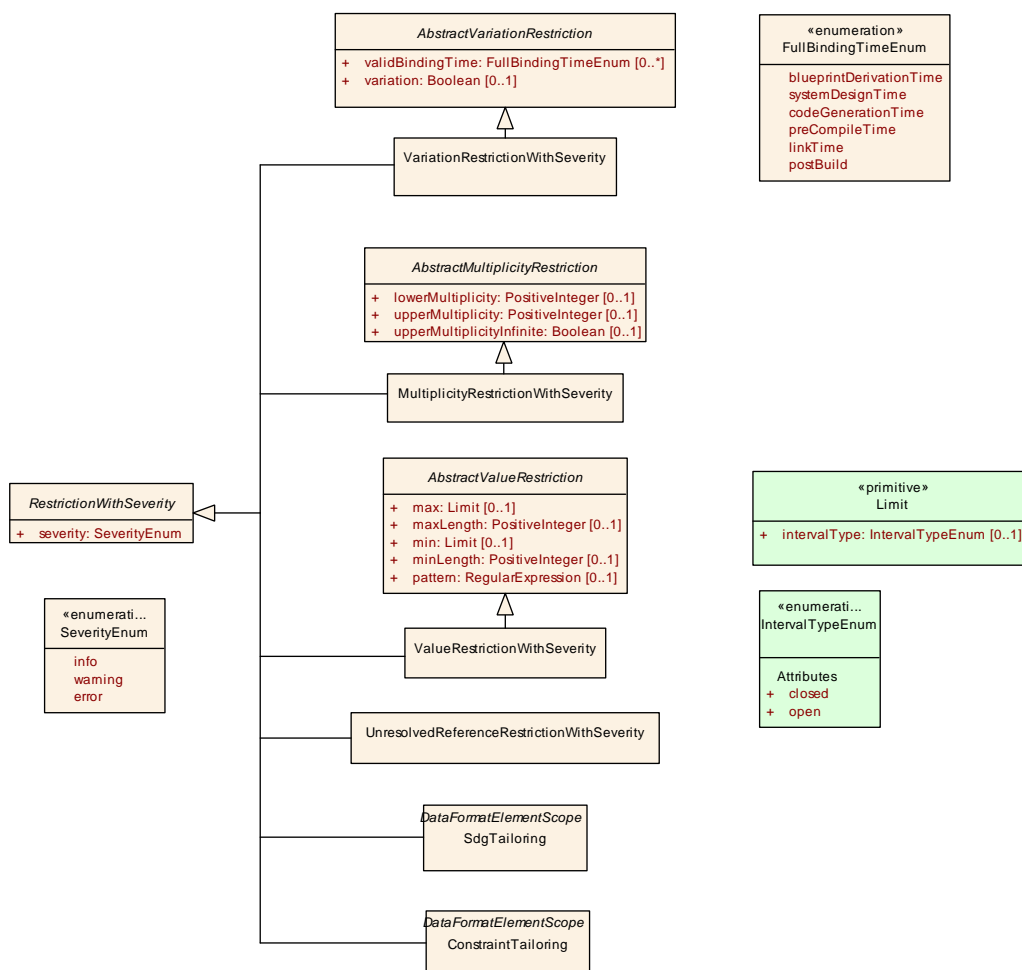 AbstractVariationRestriction
+ validBindingTime: FullBindingTimeEnum [0..*]
+ variation: Boolean [0..1]
«enumeration»
FullBindingTimeEnum
blueprintDerivationTime
systemDesignTime
codeGenerationTime
preCompileTime
linkTime
postBuild
VariationRestrictionWithSeverity
AbstractMultiplicityRestriction
+ lowerMultiplicity: PositiveInteger [0..1]
+ upperMultiplicity: PositiveInteger [0..1]
+ upperMultiplicityInfinite: Boolean [0..1]
MultiplicityRestrictionWithSeverity
RestrictionWithSeverity
+ severity: SeverityEnum
AbstractValueRestriction
+ max: Limit [0..1]
+ maxLength: PositiveInteger [0..1]
+ min: Limit [0..1]
+ minLength: PositiveInteger [0..1]
+ pattern: RegularExpression [0..1]
«primitive»
Limit
+ intervalType: IntervalTypeEnum [0..1]
«enumerati...
SeverityEnum
info
warning
error
ValueRestrictionWithSeverity
«enumerati...
IntervalTypeEnum
Attributes
+ closed
+ open
UnresolvedReferenceRestrictionWithSeverity
DataFormatElementScope
SdgTailoring
DataFormatElementScope
ConstraintTailoring